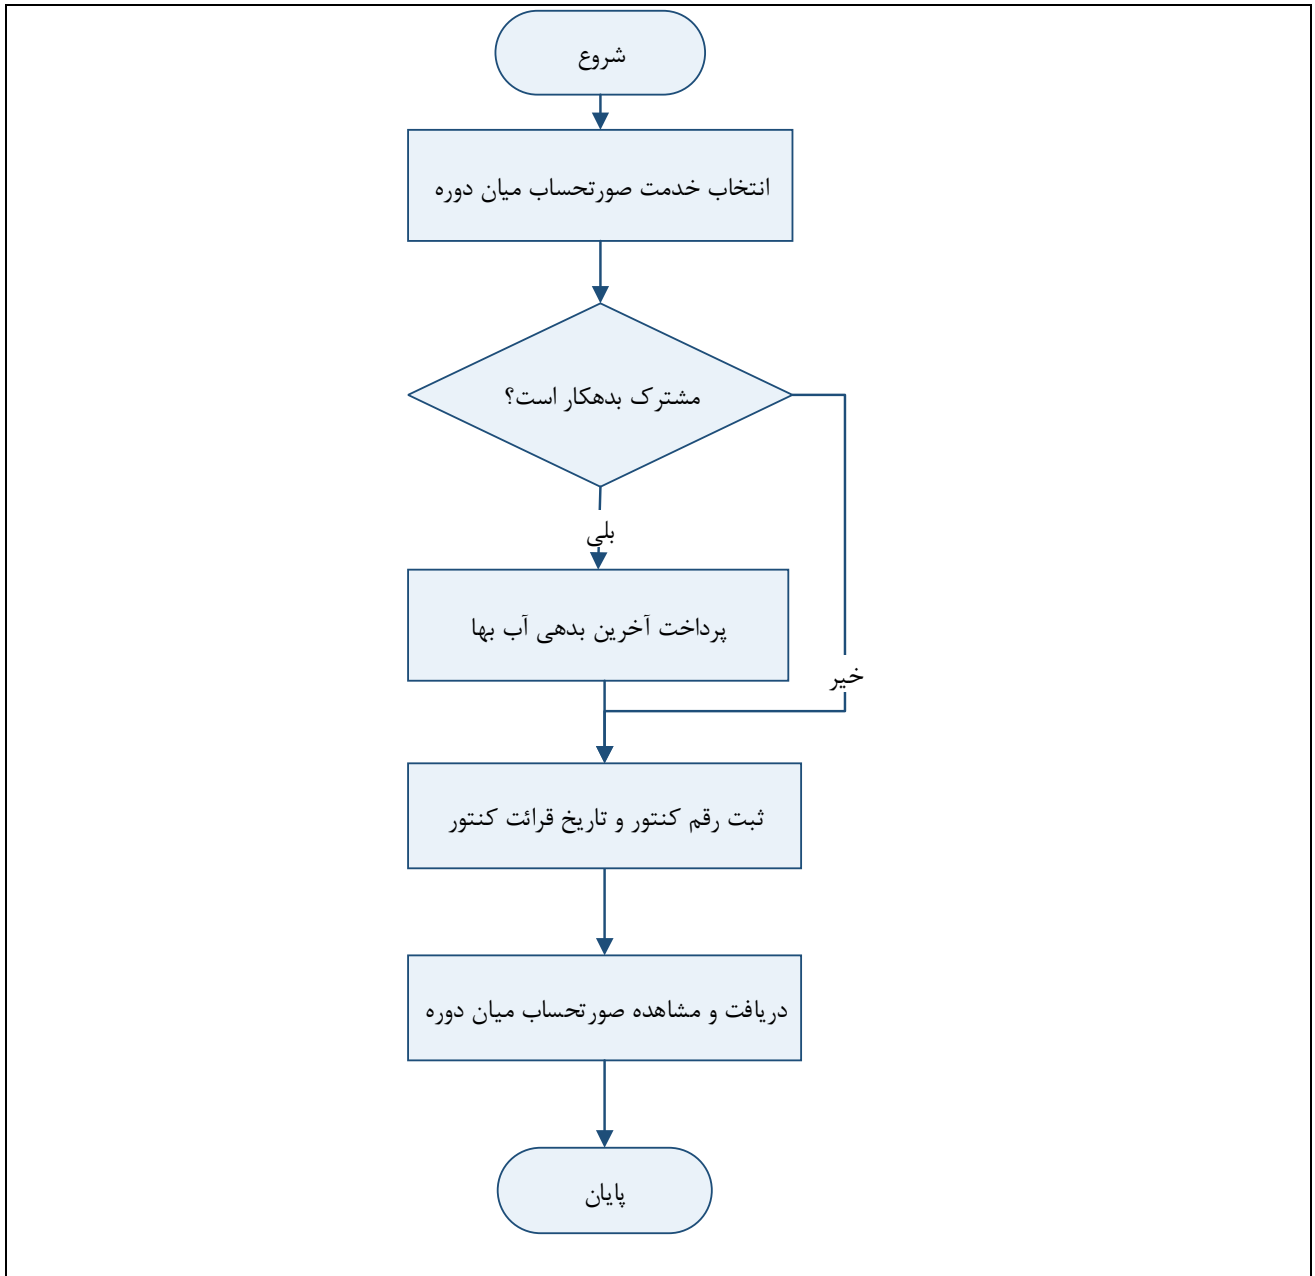 شروع
انتخاب خدمت صورتحساب میان دوره
مشترک بدهکار است؟
بلی
پرداخت آخرین بدهی آب بها
خیر
ثبت رقم کنتور و تاریخ قرائت کنتور
دریافت و مشاهده صورتحساب میان دوره
پایان